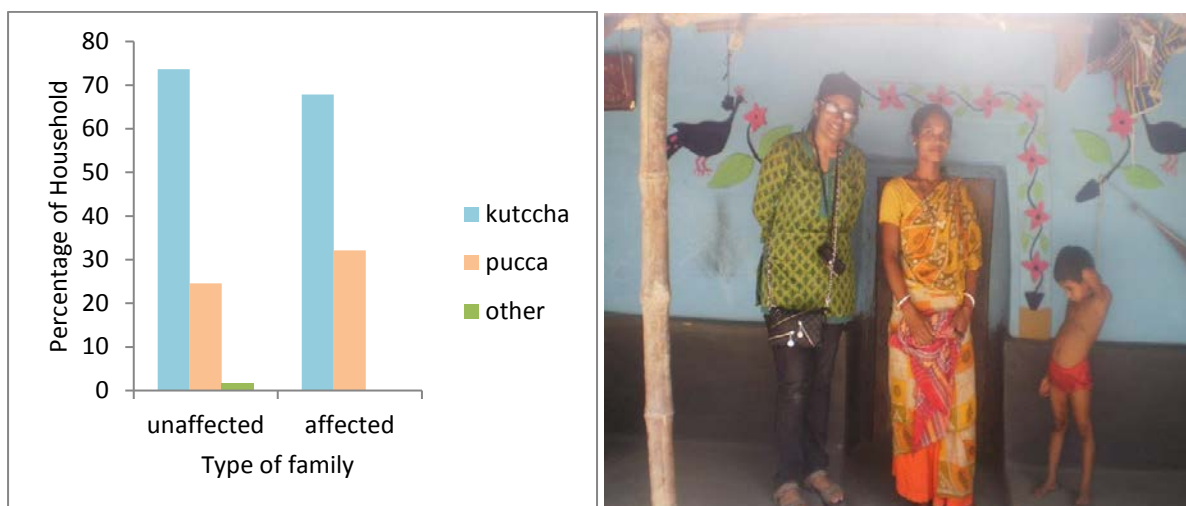 80
70
60
50
40
30
20
10
0
Percentage of Household
unaffected affected
Type of family
kutccha
pucca
other